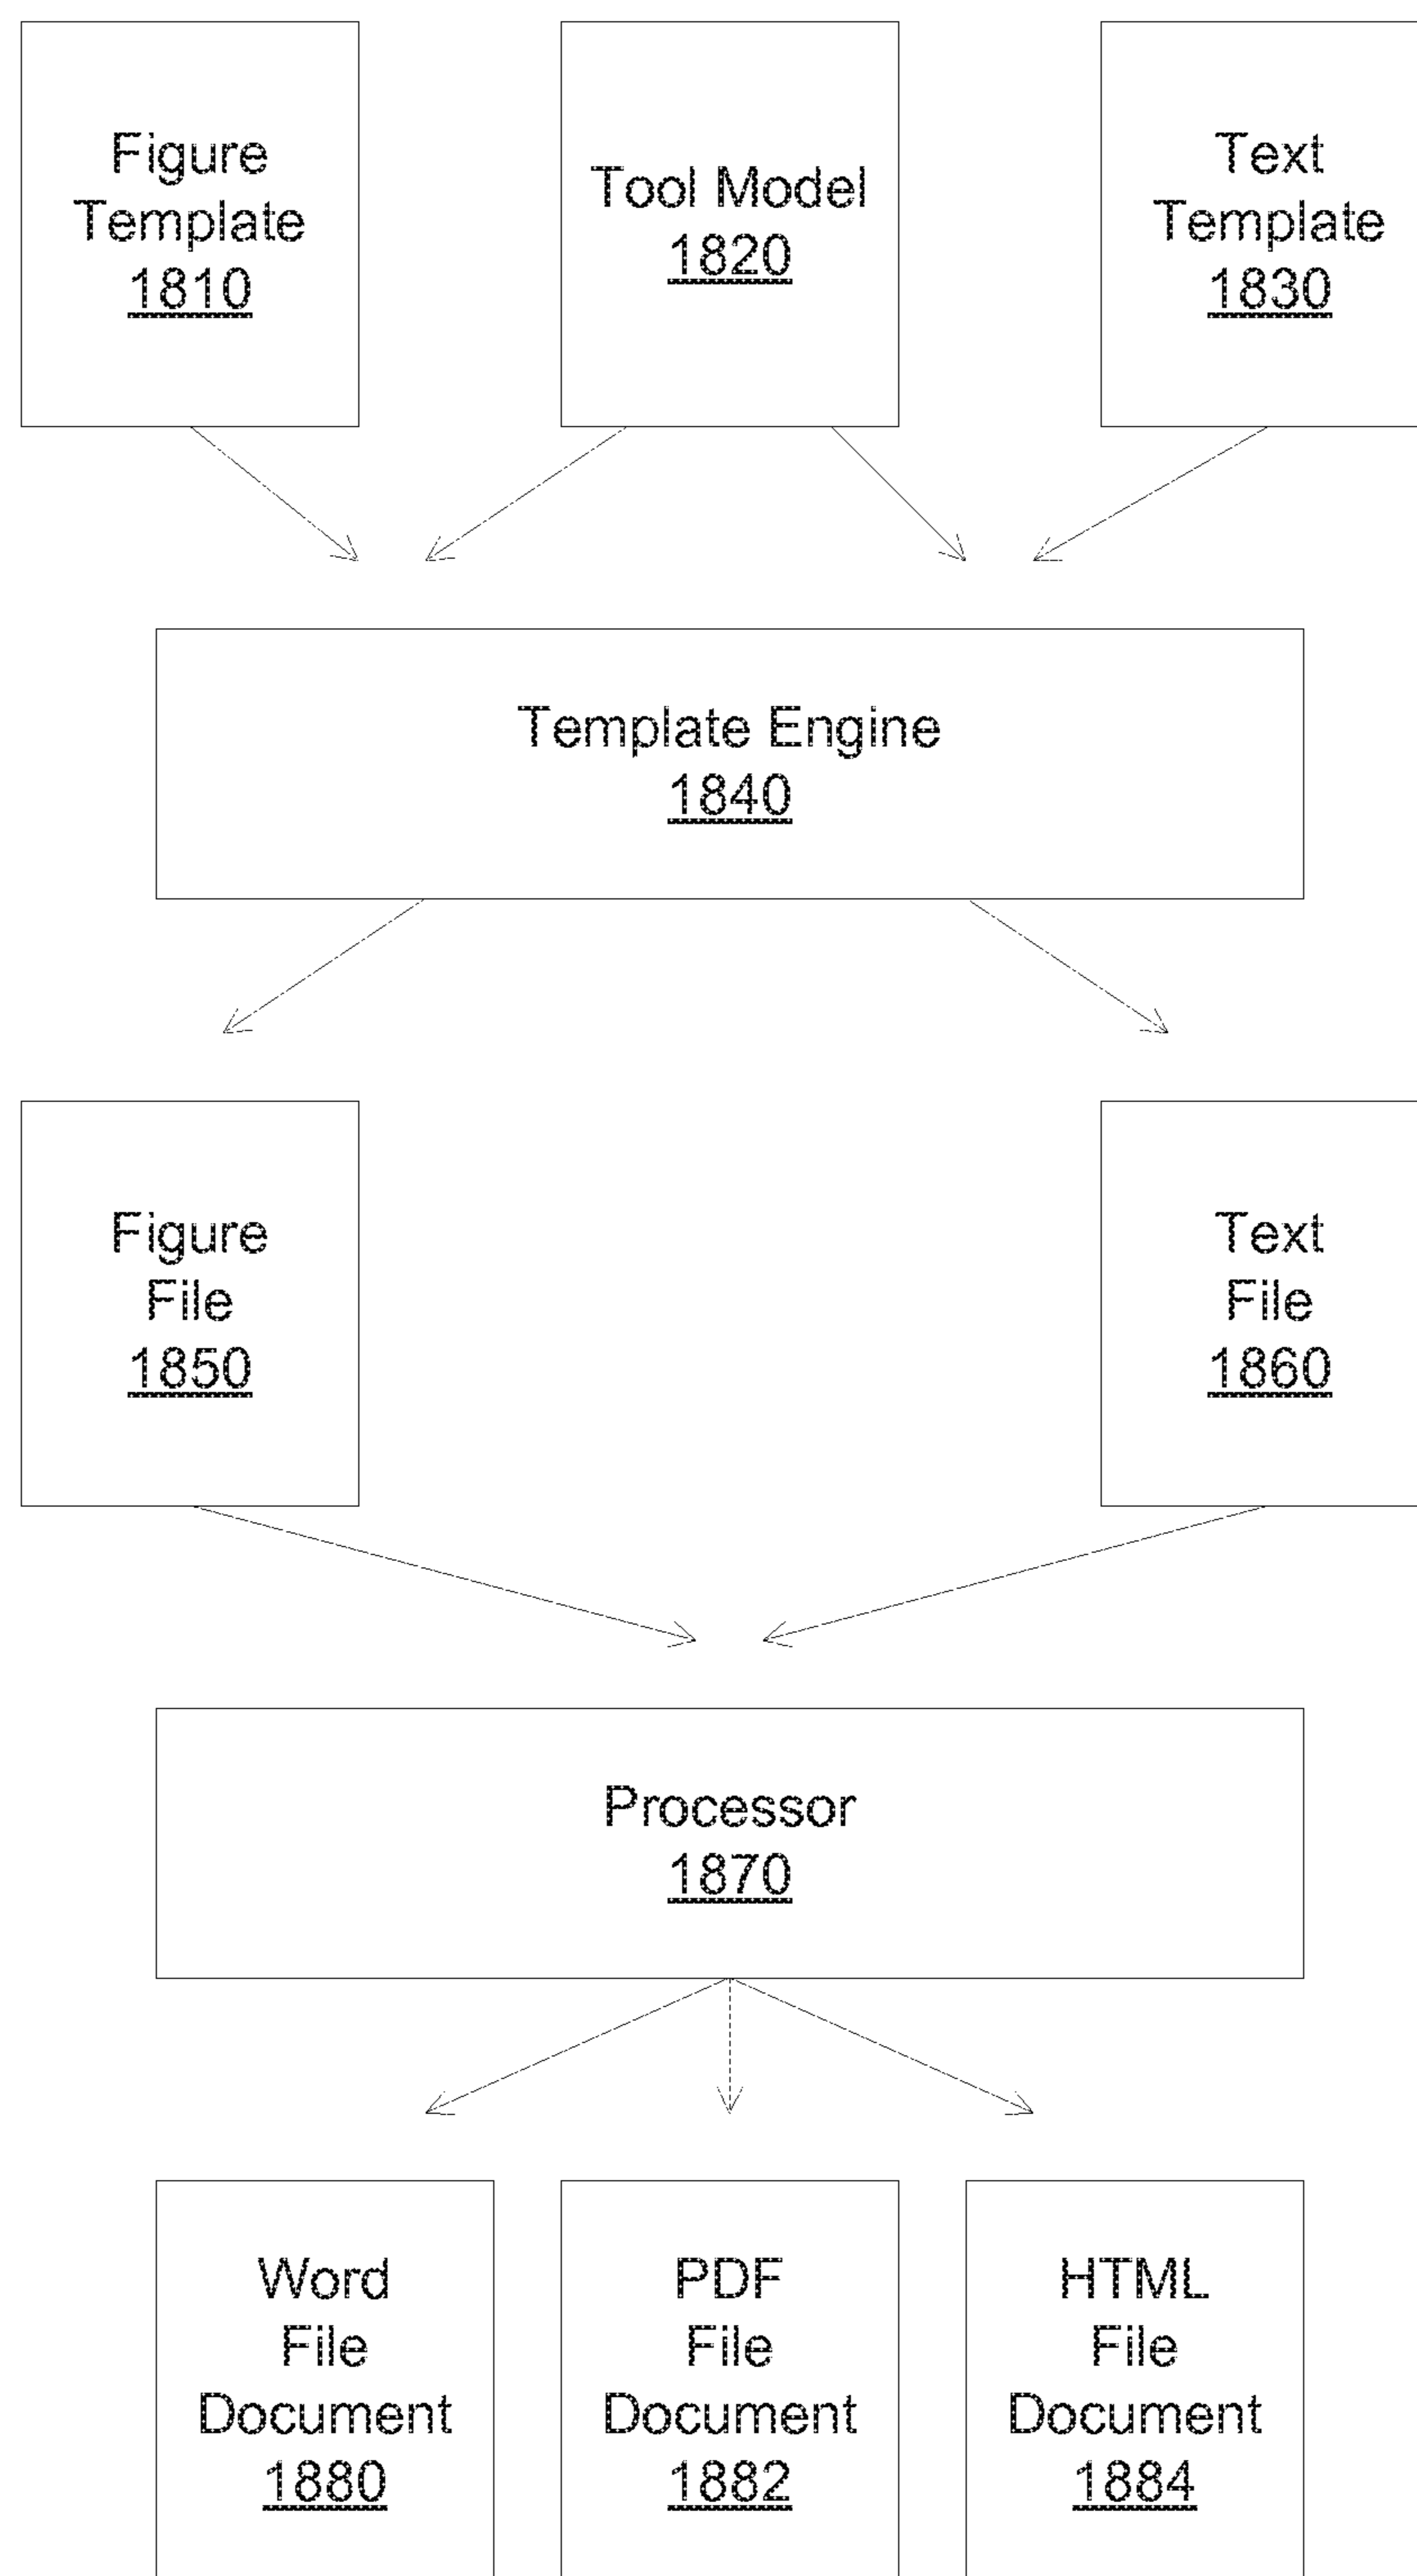 Figure
Template
1810
Tool Model
1820
Text
Template
1830
Template Engine
1840
Figure
File
1850
Text
File
1860
Processor
1870
Word
File
Document
1880
PDF
File
Document
1882
HTML
File
Document
1884